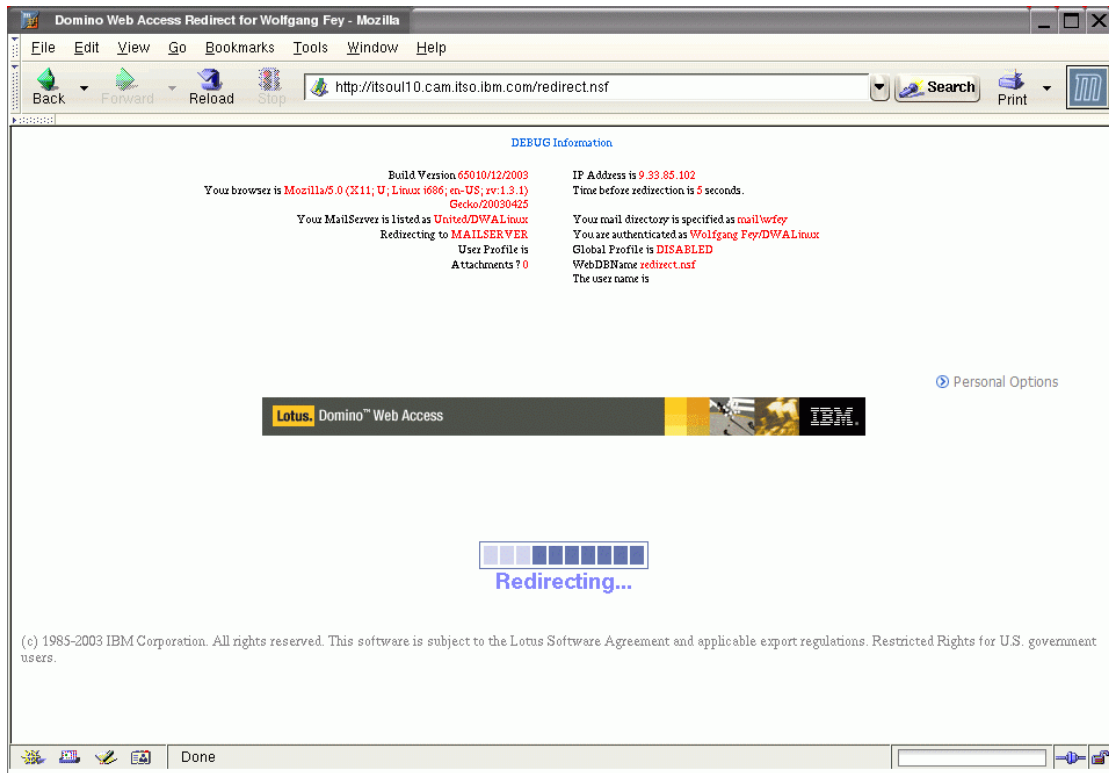 Domino Web Access Redirect for Wolfgang Fey - Mozilla
File Edit View Go Bookmarks Tools Window Help
Back Forward Reload Stop http://itsoul10.cam.itso.ibm.com/redirect.nsf Search Print
DEBUG Information
Build Version 65010/12/2003
Your browser is Mozilla/5.0 (X11; U; Linux i686; en-US; rv:1.3.1)
Gecko/20030425
Your MailServer is listed as United/DWALinux
Redirecting to MAILSERVER
User Profile is
Attachments ? 0
IP Address is 9.33.85.102
Time before redirection is 5 seconds.
Your mail directory is specified as mail\wfey
You are authenticated as Wolfgang Fey/DWALinux
Global Profile is DISABLED
WebDBName redirect.nsf
The user name is
Personal Options
Lotus. Domino™ Web Access IBM.
Redirecting...
(c) 1985-2003 IBM Corporation. All rights reserved. This software is subject to the Lotus Software Agreement and applicable export regulations. Restricted Rights for U.S. government
users.
Done